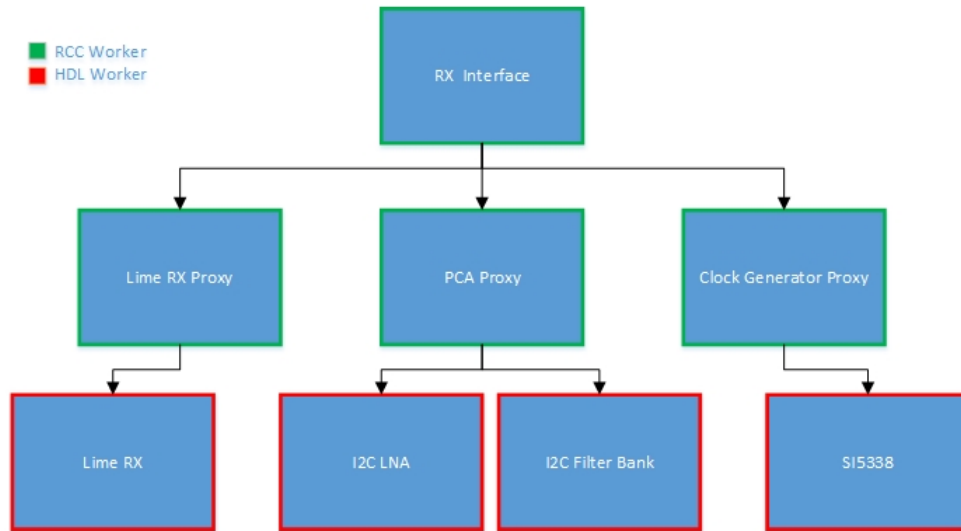 RCC Worker
HDL Worker
RX Interface
Lime RX Proxy
PCA Proxy
Clock Generator Proxy
Lime RX
I2C LNA
I2C Filter Bank
SI5338